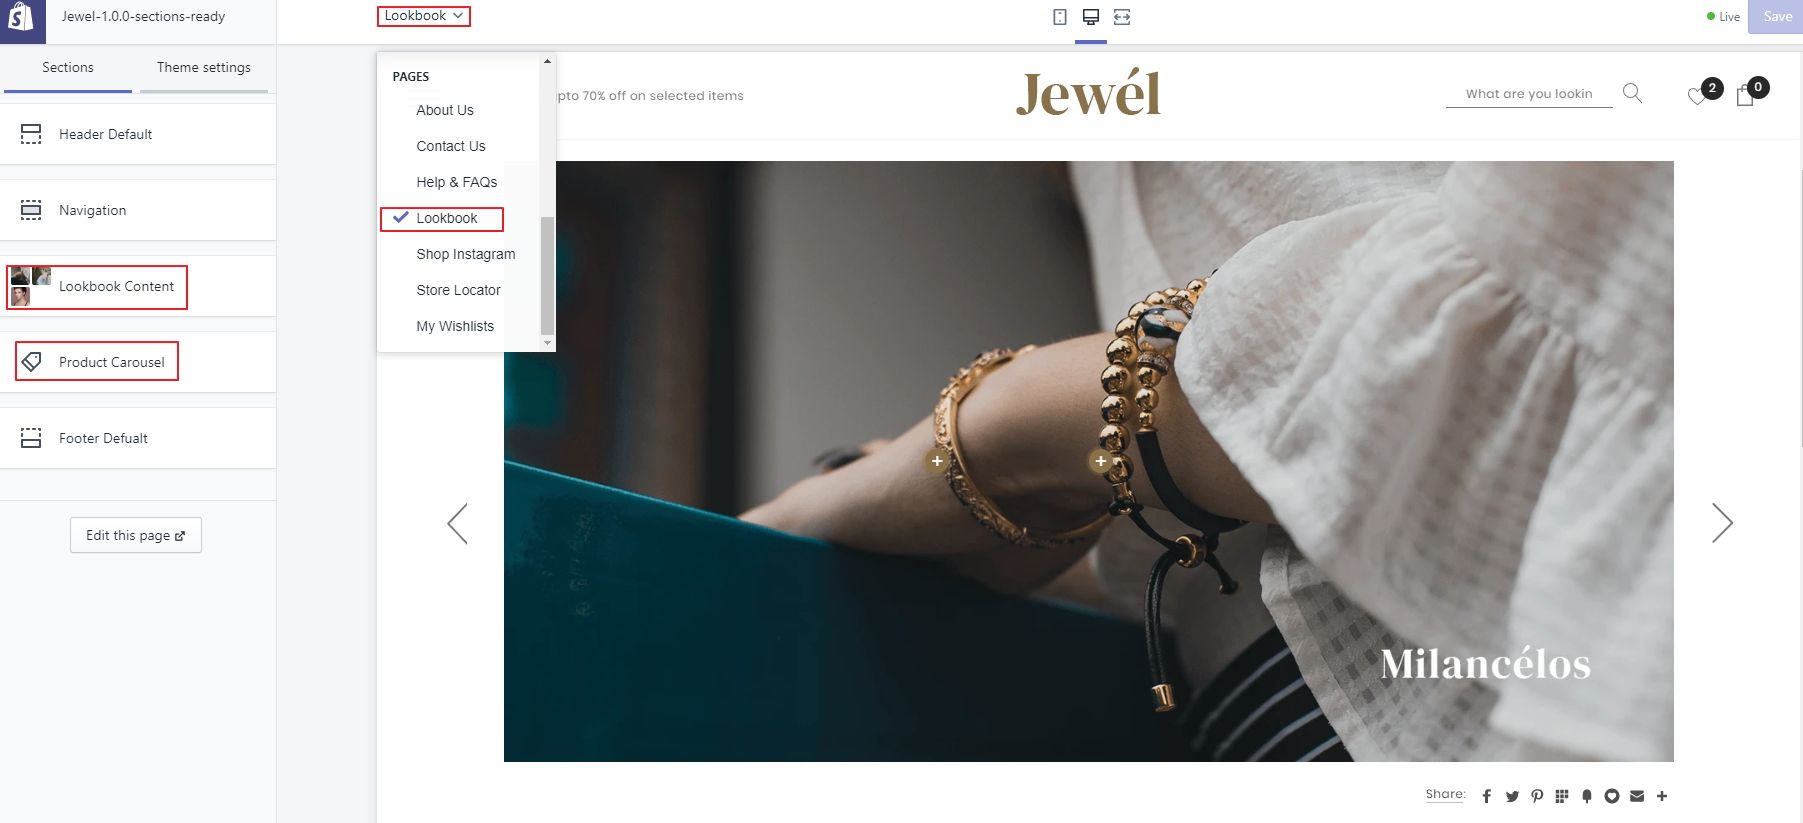 Jewel-1.0.0-sections-ready
Lookbook
Live
Save
Sections
Theme settings
Header Default
Navigation
Lookbook Content
Product Carousel
Footer Defualt
Edit this page
PAGES
About Us
Contact Us
Help & FAQs
Lookbook
Shop Instagram
Store Locator
My Wishlists
upto 70% off on selected items
Jewél
What are you lookin
2
0
Milancélos
Share: